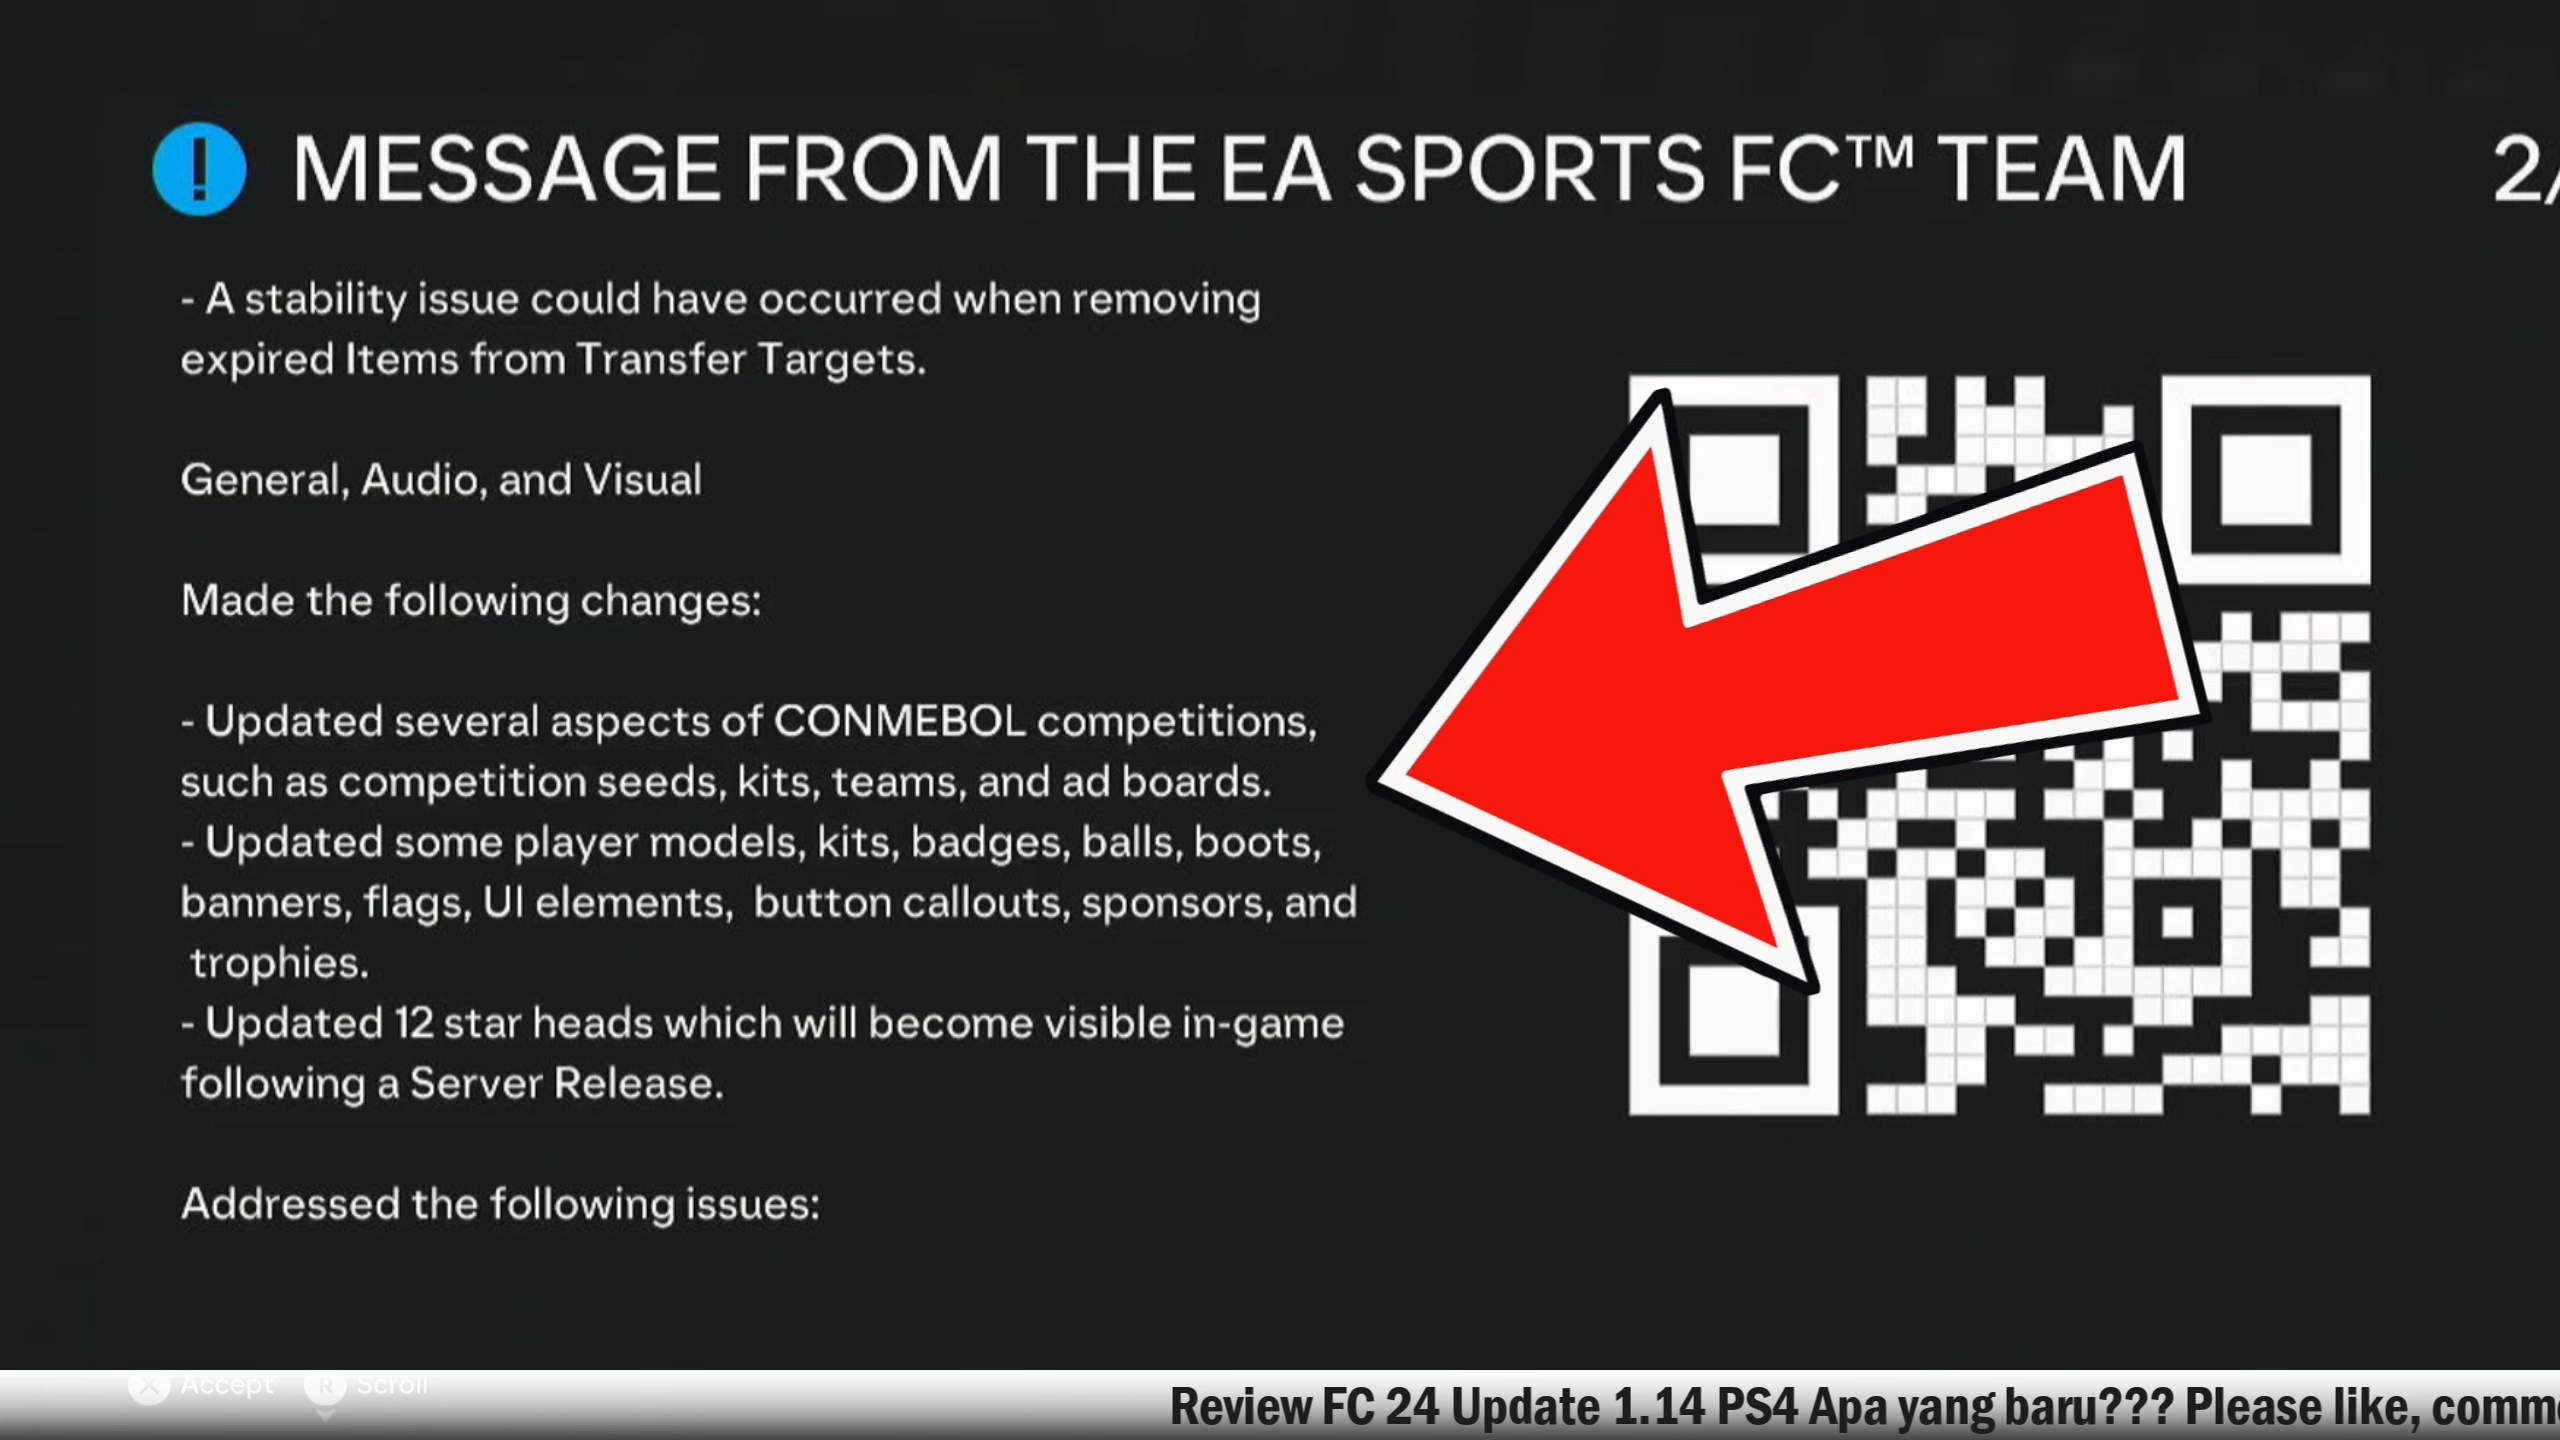 MESSAGE FROM THE EA SPORTS FC™ TEAM
2/
- A stability issue could have occurred when removing
expired Items from Transfer Targets.
General, Audio, and Visual
Made the following changes:
- Updated several aspects of CONMEBOL competitions,
such as competition seeds, kits, teams, and ad boards.
- Updated some player models, kits, badges, balls, boots,
banners, flags, UI elements,  button callouts, sponsors, and
trophies.
- Updated 12 star heads which will become visible in-game
following a Server Release.
Addressed the following issues:
Accept R Scroll
Review FC 24 Update 1.14 PS4 Apa yang baru??? Please like, comm